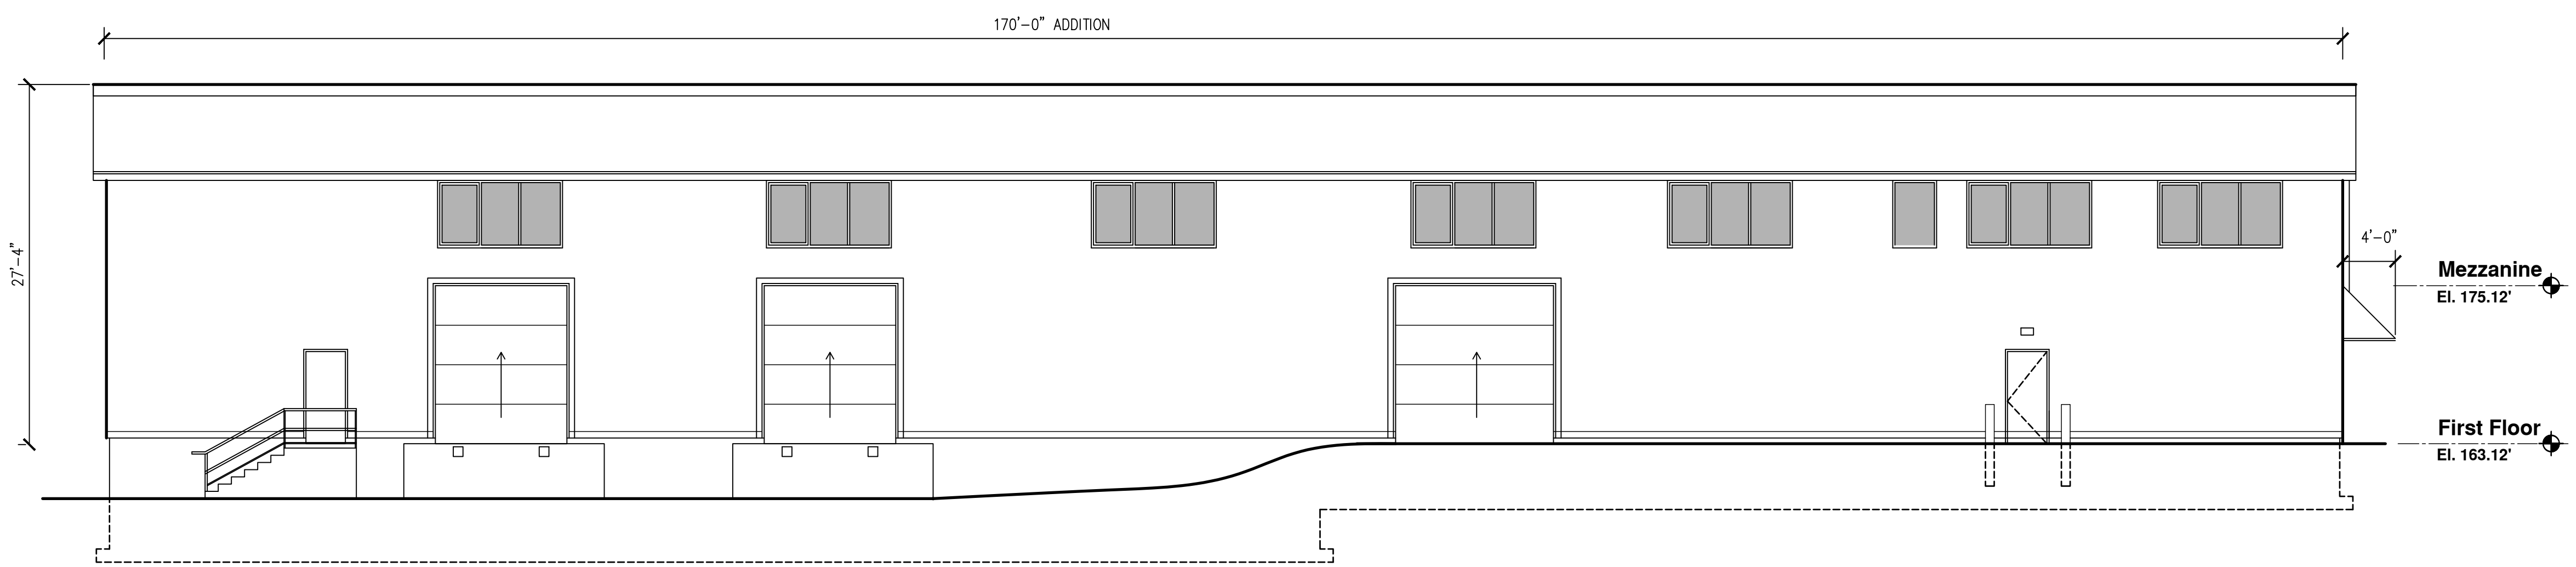 170'-0" ADDITION
27'-4"
4'-0"
Mezzanine
El. 175.12'
First Floor
El. 163.12'